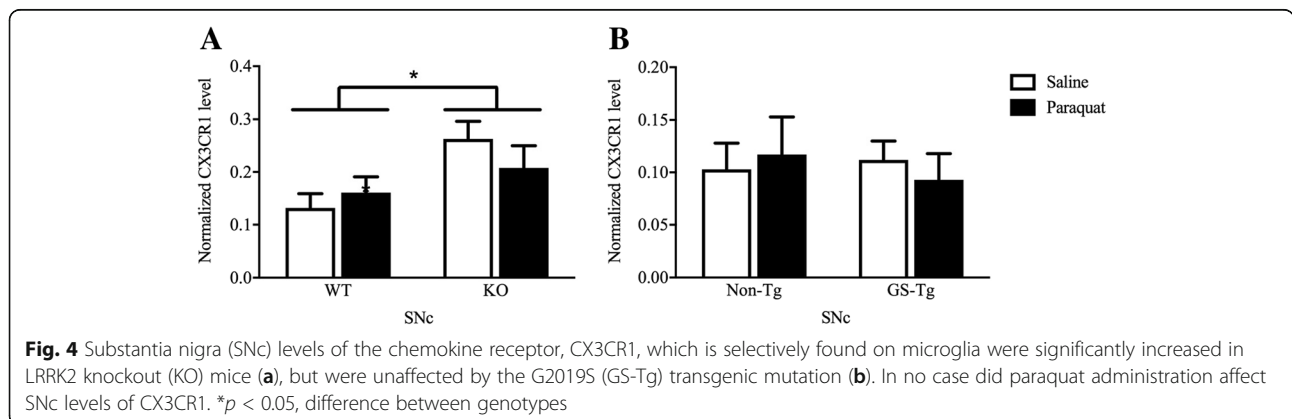 A
B
0.4
0.3
0.2
0.1
0.0
Normalized CX3CR1 level
*
*
WT
KO
SNc
0.20
0.15
0.10
0.05
0.00
Normalized CX3CR1 level
Non-Tg
GS-Tg
SNc
Saline
Paraquat
Fig. 4 Substantia nigra (SNc) levels of the chemokine receptor, CX3CR1, which is selectively found on microglia were significantly increased in
LRRK2 knockout (KO) mice (a), but were unaffected by the G2019S (GS-Tg) transgenic mutation (b). In no case did paraquat administration affect
SNc levels of CX3CR1. *p < 0.05, difference between genotypes